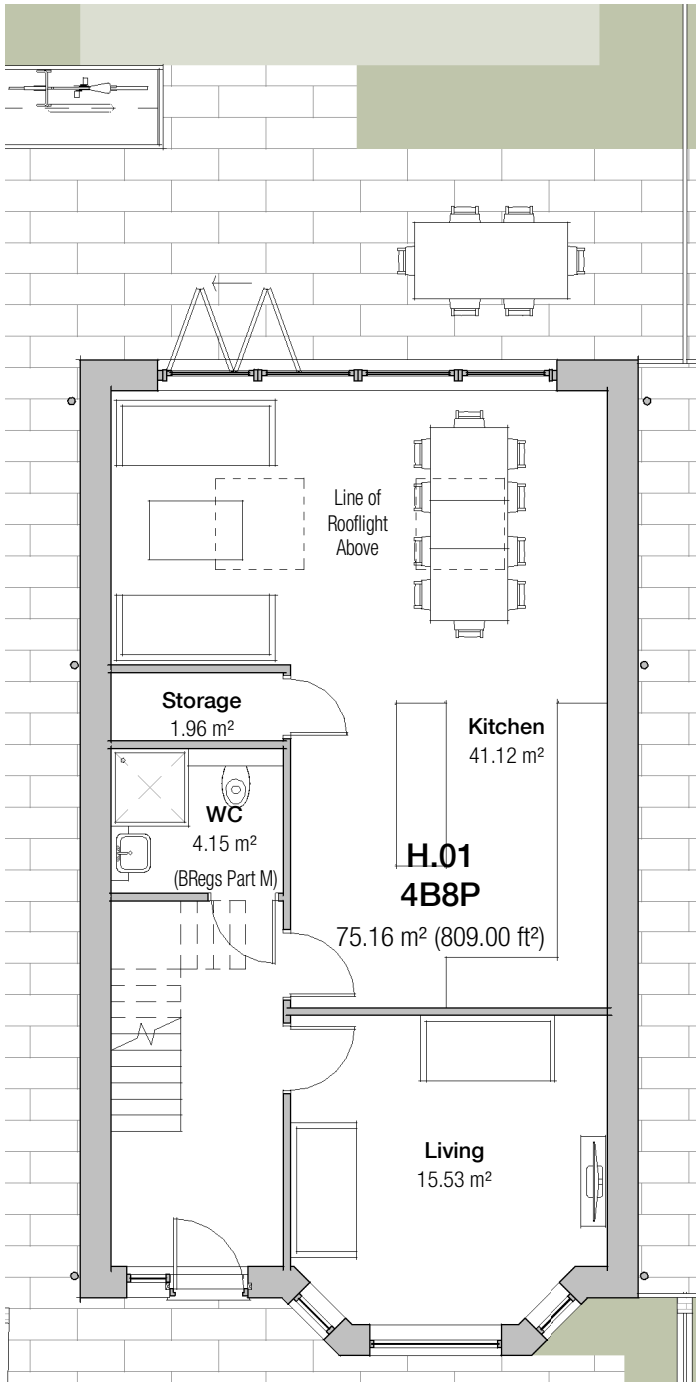 Line of
Rooflight
Above
Storage
1.96 m²
Kitchen
41.12 m²
WC
4.15 m²
(BRegs Part M)
H.01
4B8P
75.16 m² (809.00 ft²)
Living
15.53 m²